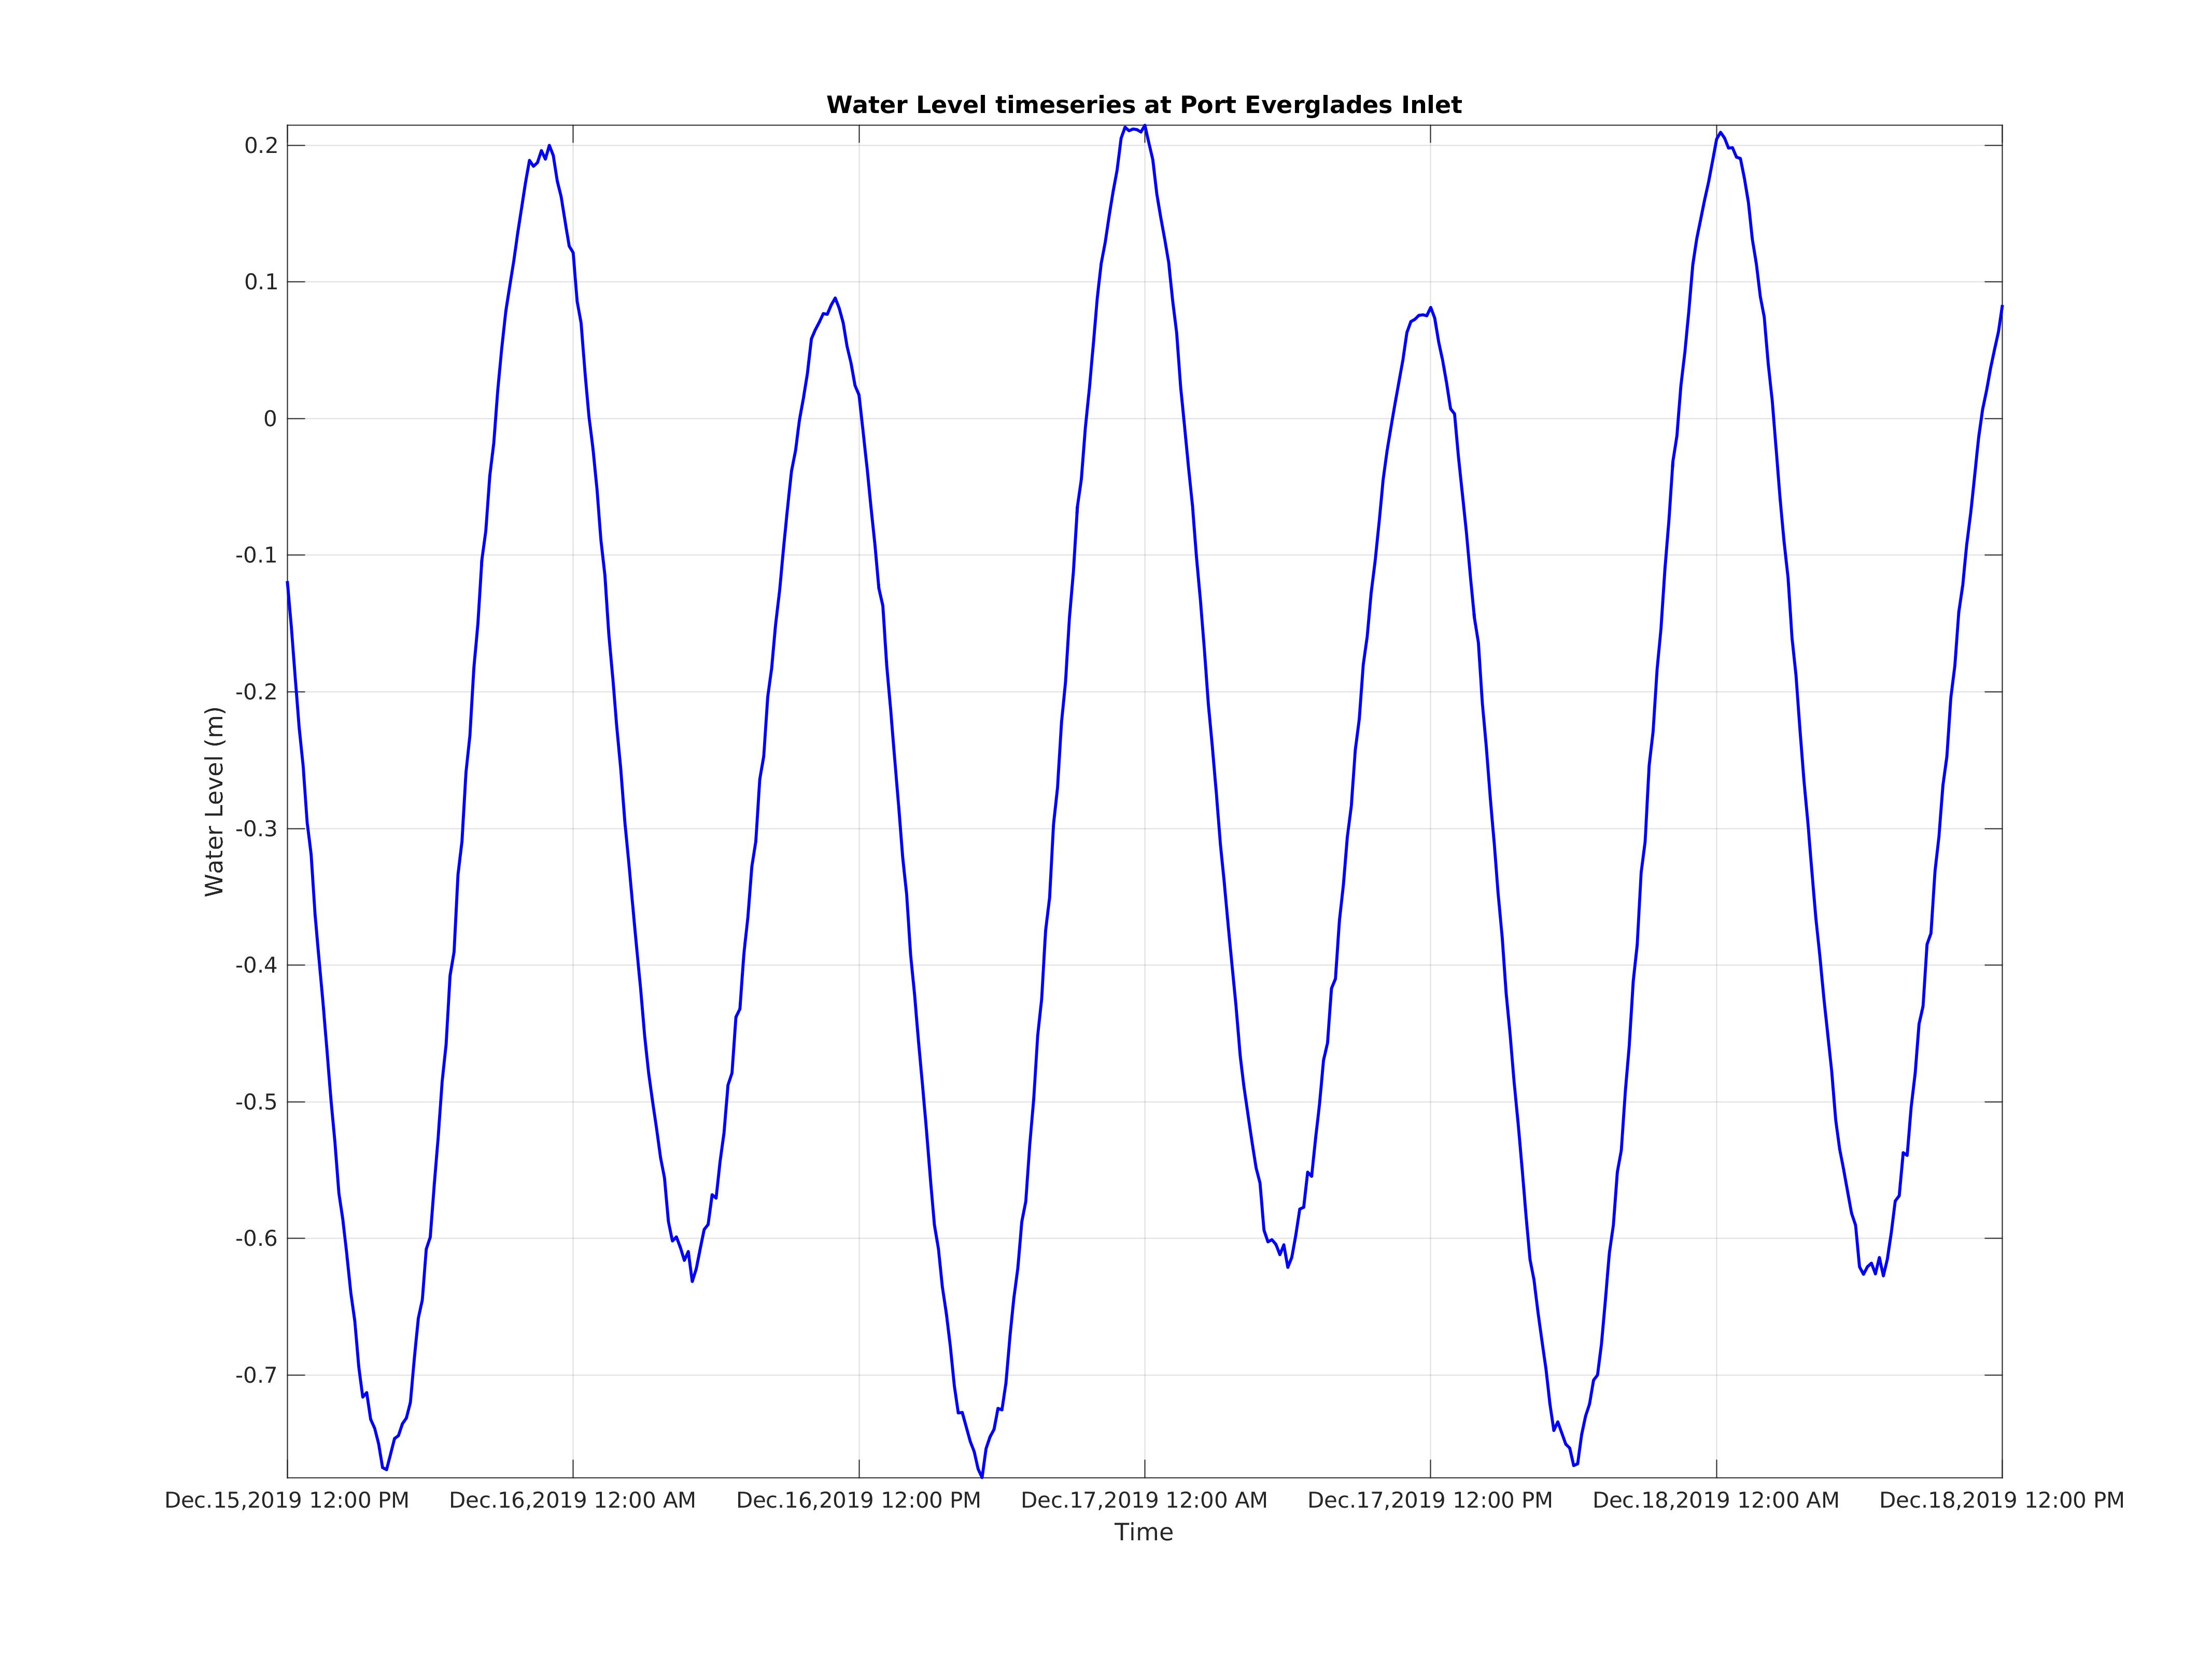 Water Level timeseries at Port Everglades Inlet
0.2
0.1
0
-0.1
-0.2
-0.3
-0.4
-0.5
-0.6
-0.7
Water Level (m)
Dec.15,2019 12:00 PM Dec.16,2019 12:00 AM Dec.16,2019 12:00 PM Dec.17,2019 12:00 AM Dec.17,2019 12:00 PM Dec.18,2019 12:00 AM Dec.18,2019 12:00 PM
Time